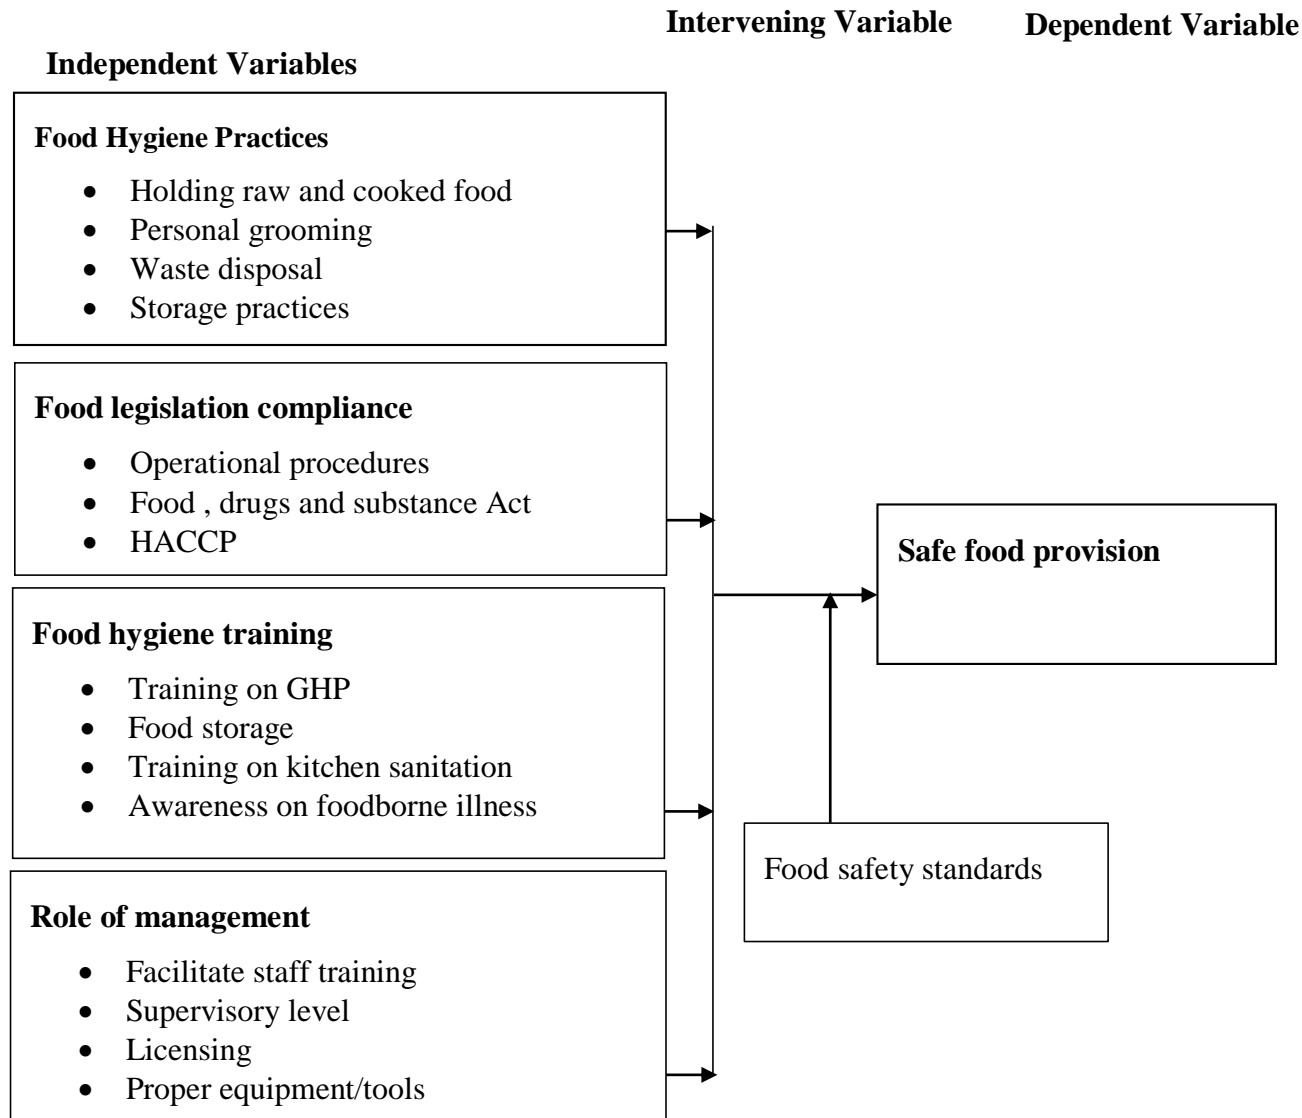 Intervening Variable
Dependent Variable
Independent Variables
Food Hygiene Practices
• Holding raw and cooked food
• Personal grooming
• Waste disposal
• Storage practices
Food legislation compliance
• Operational procedures
• Food , drugs and substance Act
• HACCP
Safe food provision
Food hygiene training
• Training on GHP
• Food storage
• Training on kitchen sanitation
• Awareness on foodborne illness
Food safety standards
Role of management
• Facilitate staff training
• Supervisory level
• Licensing
• Proper equipment/tools